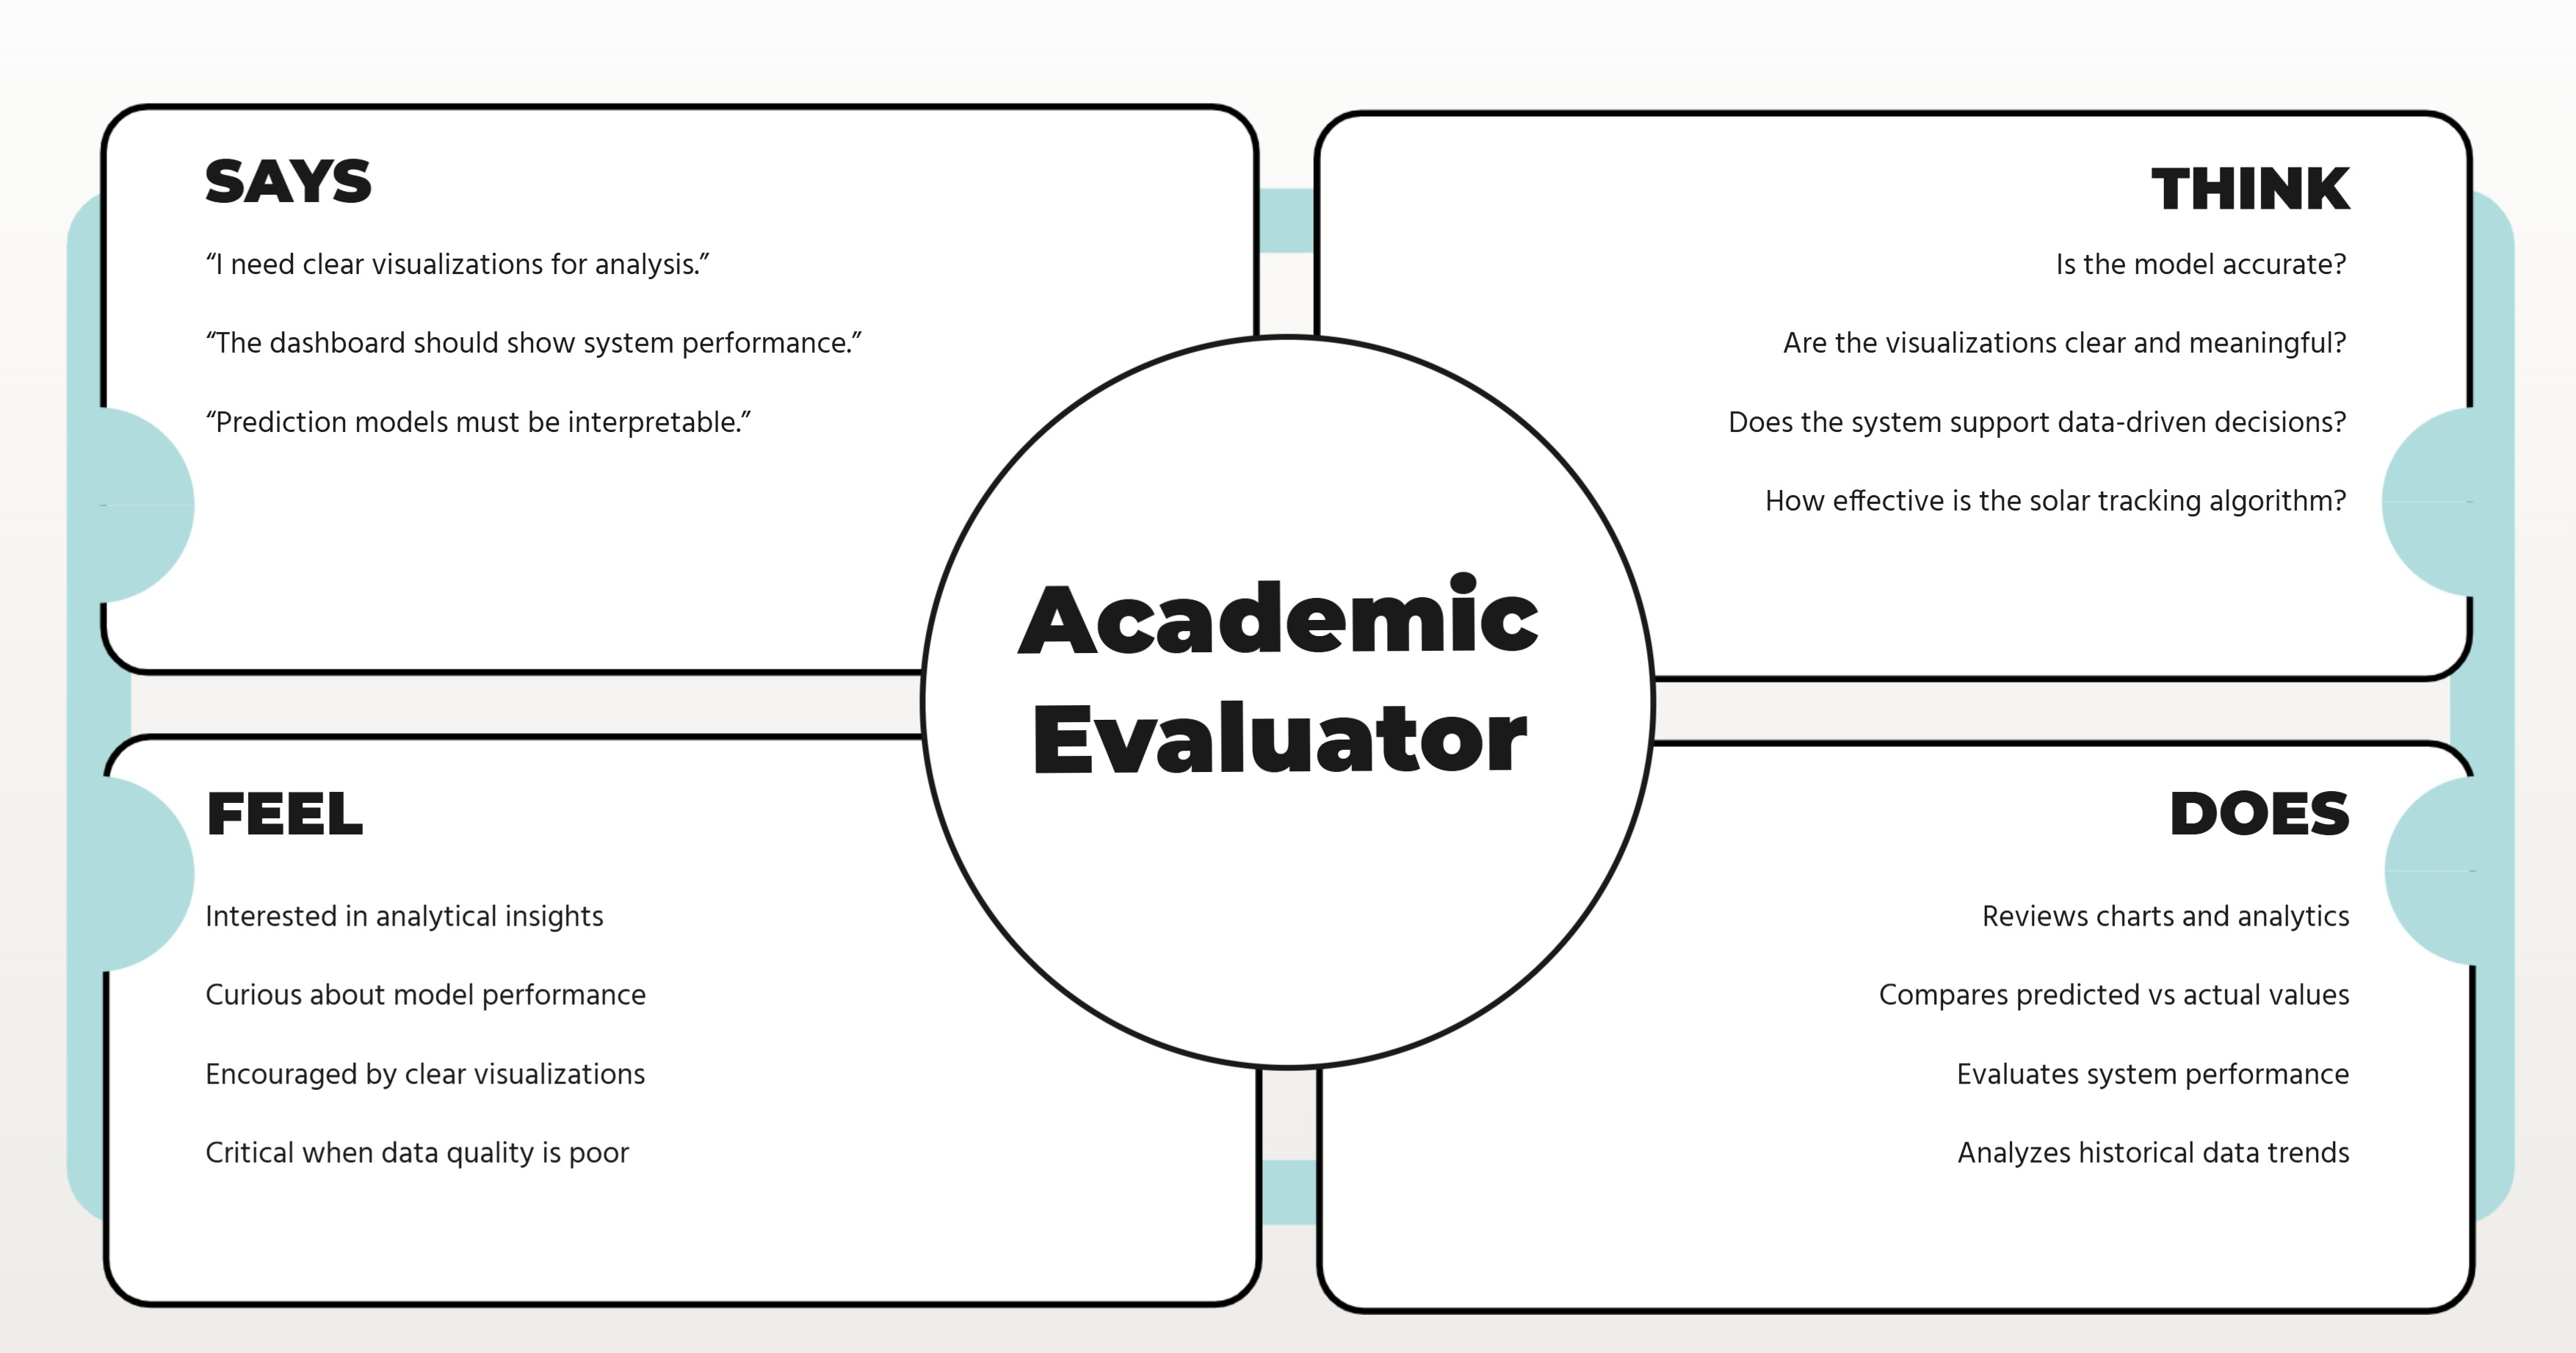 SAYS
“I need clear visualizations for analysis.”
“The dashboard should show system performance.”
“Prediction models must be interpretable.”
THINK
Is the model accurate?
Are the visualizations clear and meaningful?
Does the system support data-driven decisions?
How effective is the solar tracking algorithm?
Academic
Evaluator
FEEL
Interested in analytical insights
Curious about model performance
Encouraged by clear visualizations
Critical when data quality is poor
DOES
Reviews charts and analytics
Compares predicted vs actual values
Evaluates system performance
Analyzes historical data trends